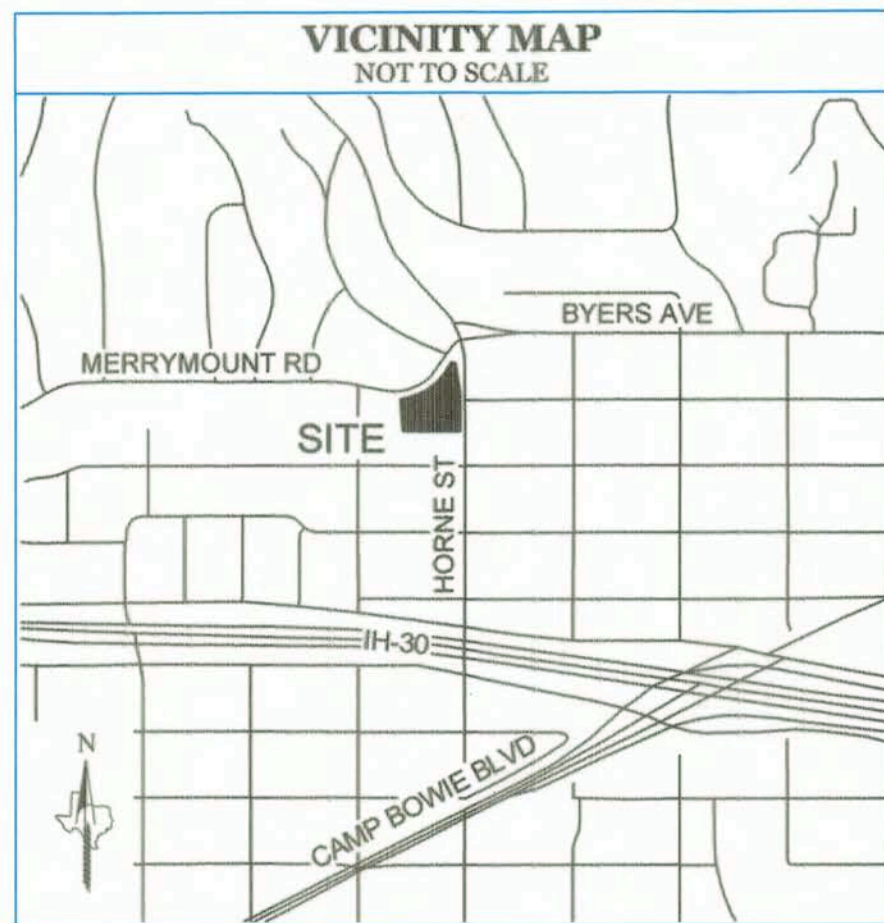 VICINITY MAP
NOT TO SCALE
BYERS AVE
MERRYMOUNT RD
SITE
HORNE ST
IH-30
N
CAMP BOWIE BLVD